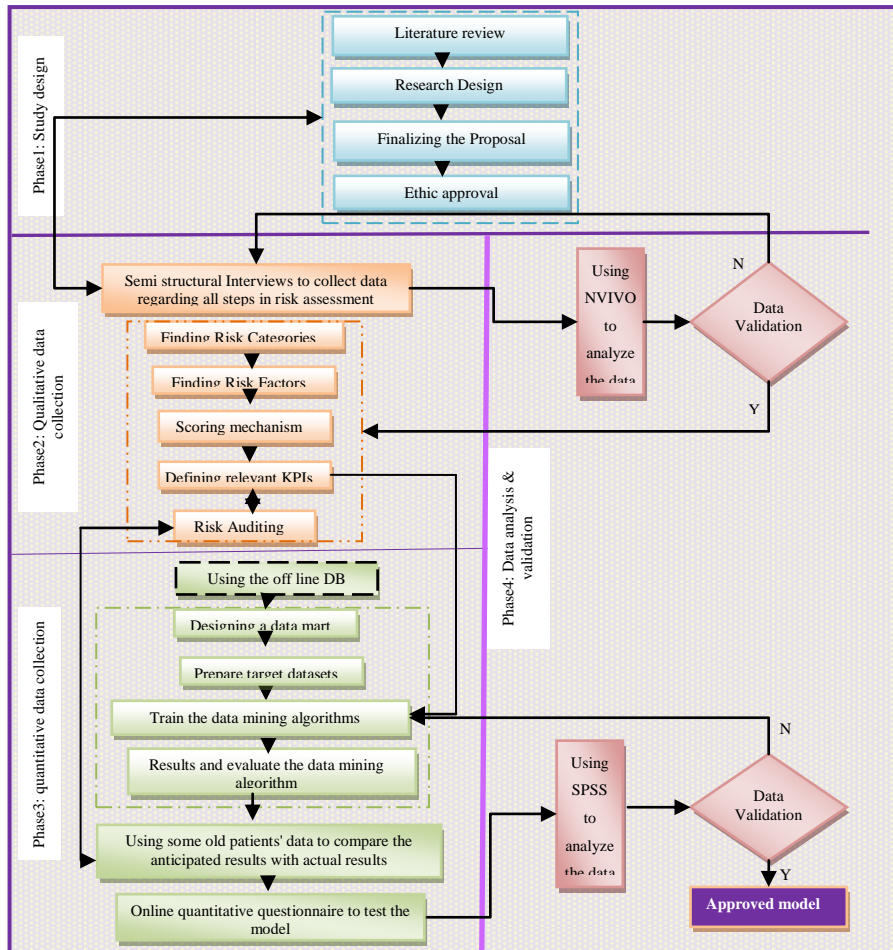 Phase1: Study design
Literature review
Research Design
Finalizing the Proposal
Ethic approval
Phase2: Qualitative data
collection
Semi structural Interviews to collect data
regarding all steps in risk assessment
Finding Risk Categories
Finding Risk Factors
Scoring mechanism
Defining relevant KPIs
Risk Auditing
Using
NVIVO
to
analyze
the data
N
Data
Validation
Y
Phase4: Data analysis &
validation
Phase3: quantitative data collection
Using the off line DB
Designing a data mart
Prepare target datasets
Train the data mining algorithms
Results and evaluate the data mining
algorithm
Using some old patients' data to compare the
anticipated results with actual results
Online quantitative questionnaire to test the
model
Using
SPSS
to
analyze
the data
N
Data
Validation
Y
Approved model